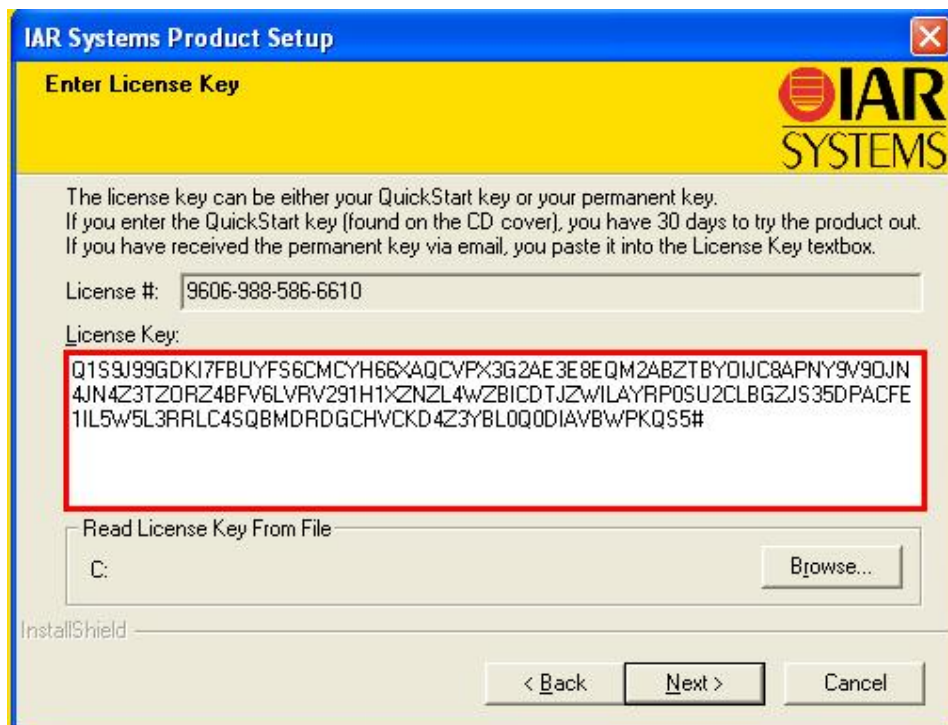 IAR Systems Product Setup
Enter License Key
IAR
SYSTEMS
The license key can be either your QuickStart key or your permanent key.
If you enter the QuickStart key (found on the CD cover), you have 30 days to try the product out.
If you have received the permanent key via email, you paste it into the License Key textbox.
License #: 9606-988-586-6610
License Key:
Q1S9J99GDKI7FBUYFS6CMCYH66XAQCVPX3G2AE3E8EQM2ABZTBYOIJC8APNY9V9OJN
4JN4Z3TZORZ4BFV6LVRV291H1XZNZL4WZBICDTJZWILAYRP0SU2CLBGZJS35DPACFE
1IL5W5L3RRLC4SQBMDRDGCHVCKD4Z3YBL0Q0DIAVBWPKQS5#
Read License Key From File
C:
Browse...
InstallShield
< Back
Next >
Cancel